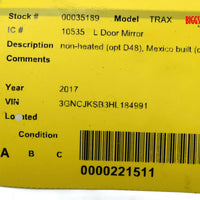 Stock # 00035189 Model TRAX
BIGGS
IC # 10535 L Door Mirror
Description non-heated (opt D48), Mexico built (
Comments
Year 2017
VIN 3GNCJKSB3HL184991
Located
Condition
A B C
0000221511